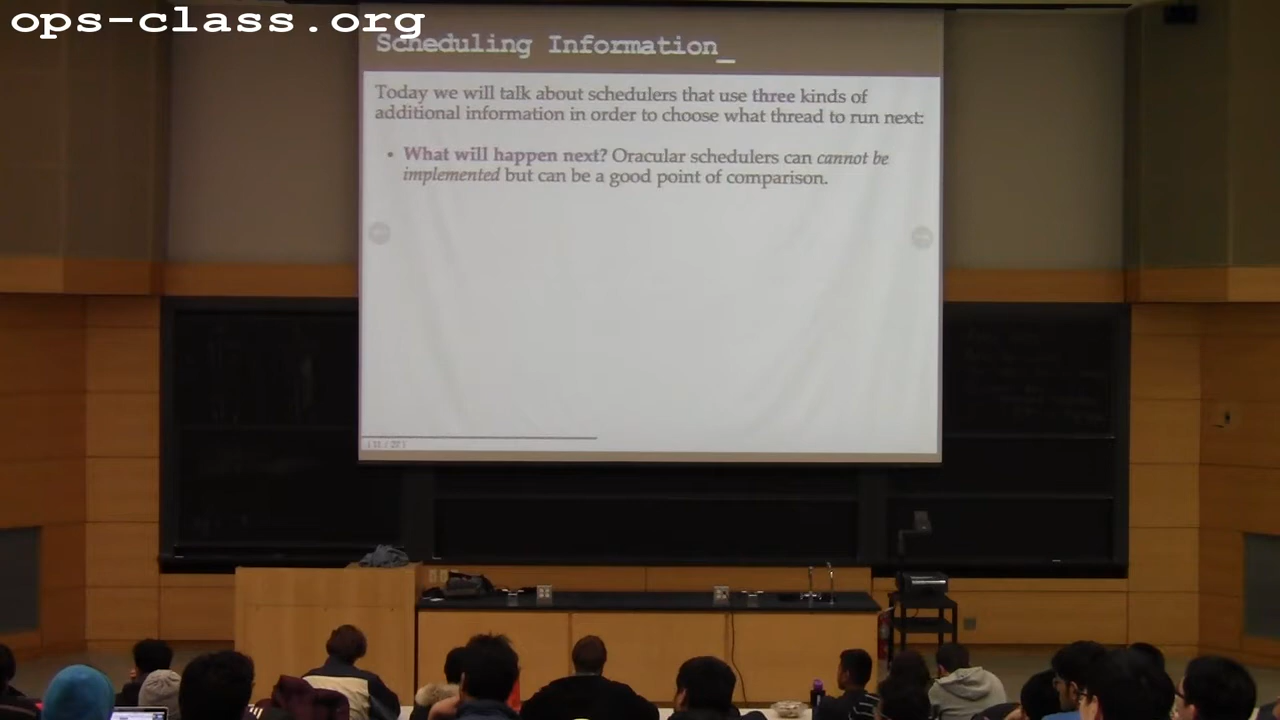 ops-class.org
Scheduling Information_
Today we will talk about schedulers that use three kinds of
additional information in order to choose what thread to run next:
• What will happen next? Oracular schedulers can cannot be
implemented but can be a good point of comparison.